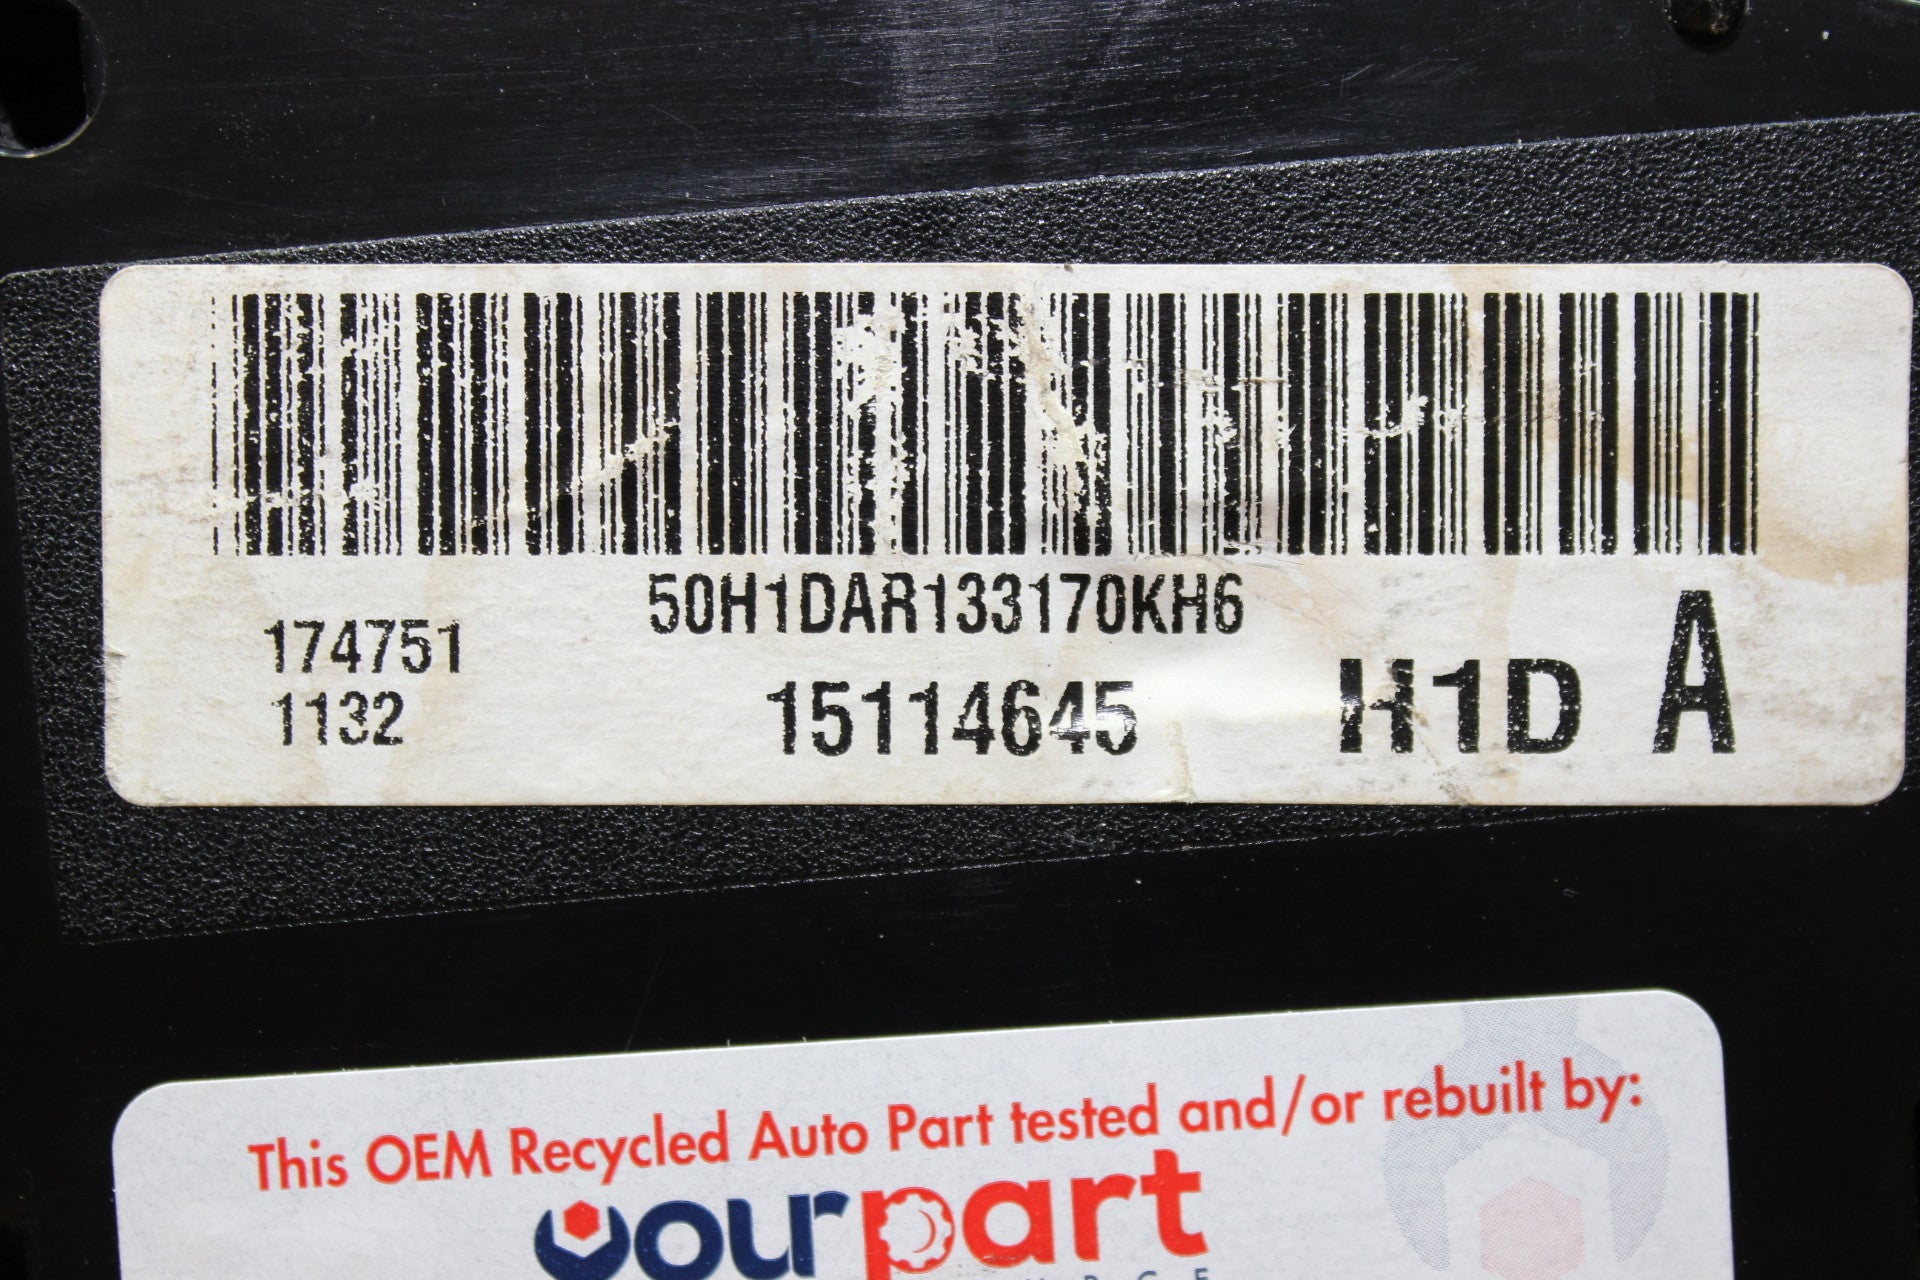 50H1DAR133170KH6
174751
1132
15114645
H1D A
This OEM Recycled Auto Part tested and/or rebuilt by:
yourpart